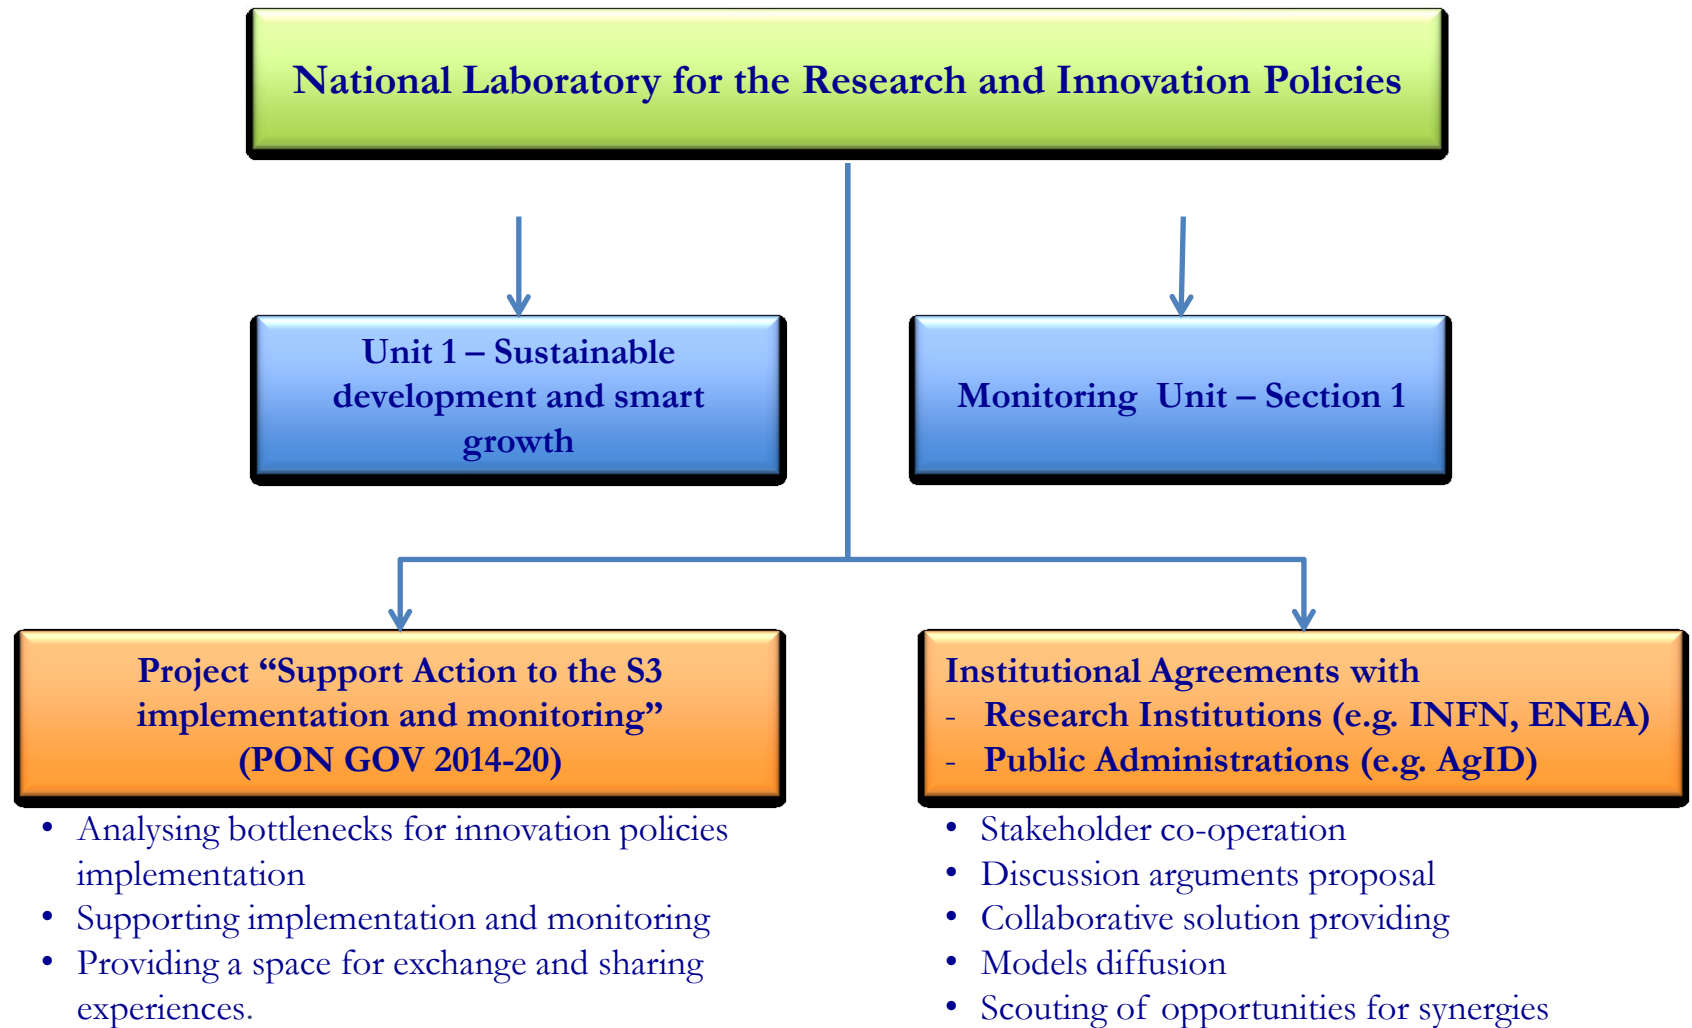 National Laboratory for the Research and Innovation Policies
Unit 1 – Sustainable
development and smart
growth
Monitoring Unit – Section 1
Project “Support Action to the S3
implementation and monitoring”
(PON GOV 2014-20)
• Analysing bottlenecks for innovation policies
implementation
• Supporting implementation and monitoring
• Providing a space for exchange and sharing
experiences.
Institutional Agreements with
- Research Institutions (e.g. INFN, ENEA)
- Public Administrations (e.g. AgID)
• Stakeholder co-operation
• Discussion arguments proposal
• Collaborative solution providing
• Models diffusion
• Scouting of opportunities for synergies